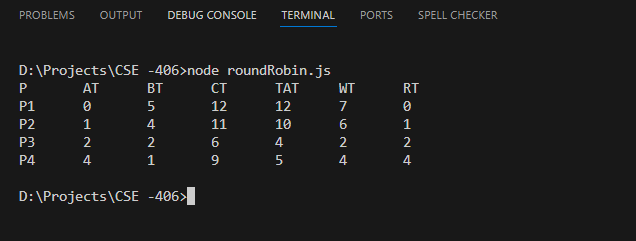 PROBLEMS OUTPUT DEBUG CONSOLE TERMINAL PORTS SPELL CHECKER
D:\Projects\CSE -406>node roundRobin.js
P AT BT CT TAT WT RT
P1 0 5 12 12 7 0
P2 1 4 11 10 6 1
P3 2 2 6 4 2 2
P4 4 1 9 5 4 4
D:\Projects\CSE -406>